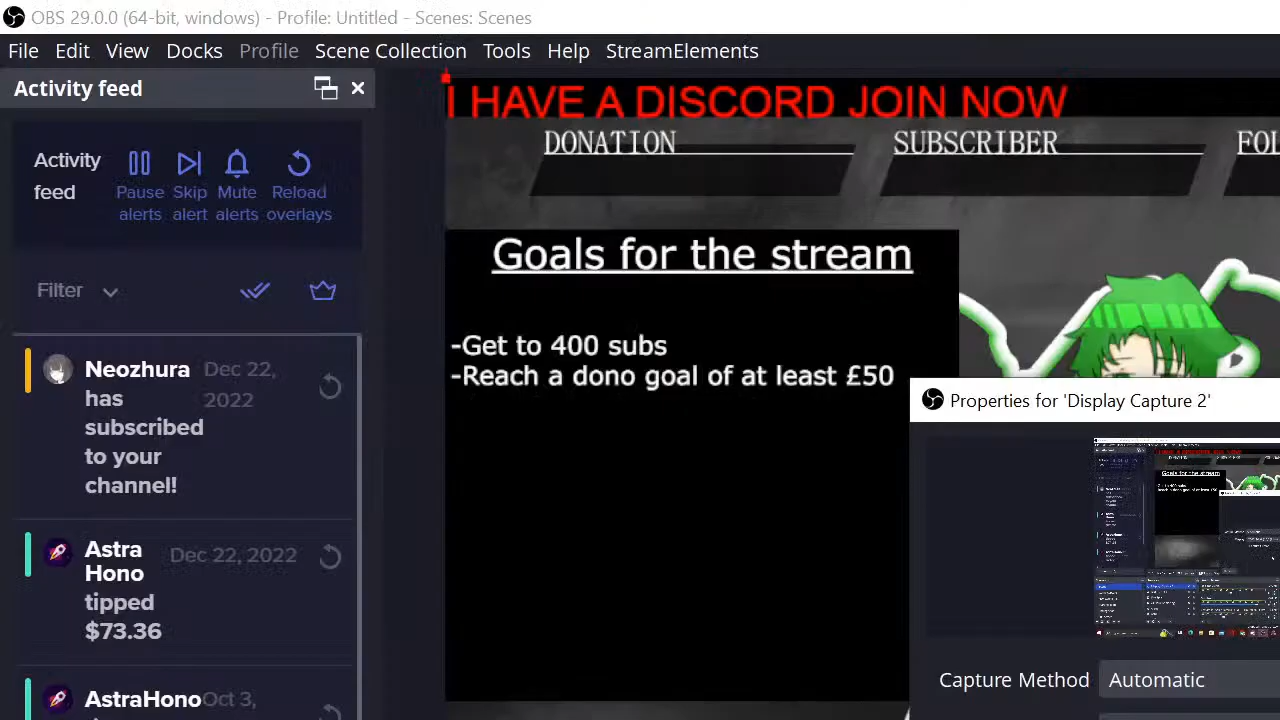 OBS 29.0.0 (64-bit, windows) - Profile: Untitled - Scenes: Scenes
File Edit View Docks Profile Scene Collection Tools Help StreamElements
Activity feed
I HAVE A DISCORD JOIN NOW
DONATION SUBSCRIBER FOL
Activity feed
Pause alerts
Skip alert
Mute alerts
Reload overlays
Goals for the stream
-Get to 400 subs
-Reach a dono goal of at least £50
Filter
Neozhura Dec 22,
has 2022
subscribed
to your
channel!
Astra Dec 22, 2022
Hono
tipped
$73.36
AstraHono Oct 3,
Properties for 'Display Capture 2'
Capture Method Automatic